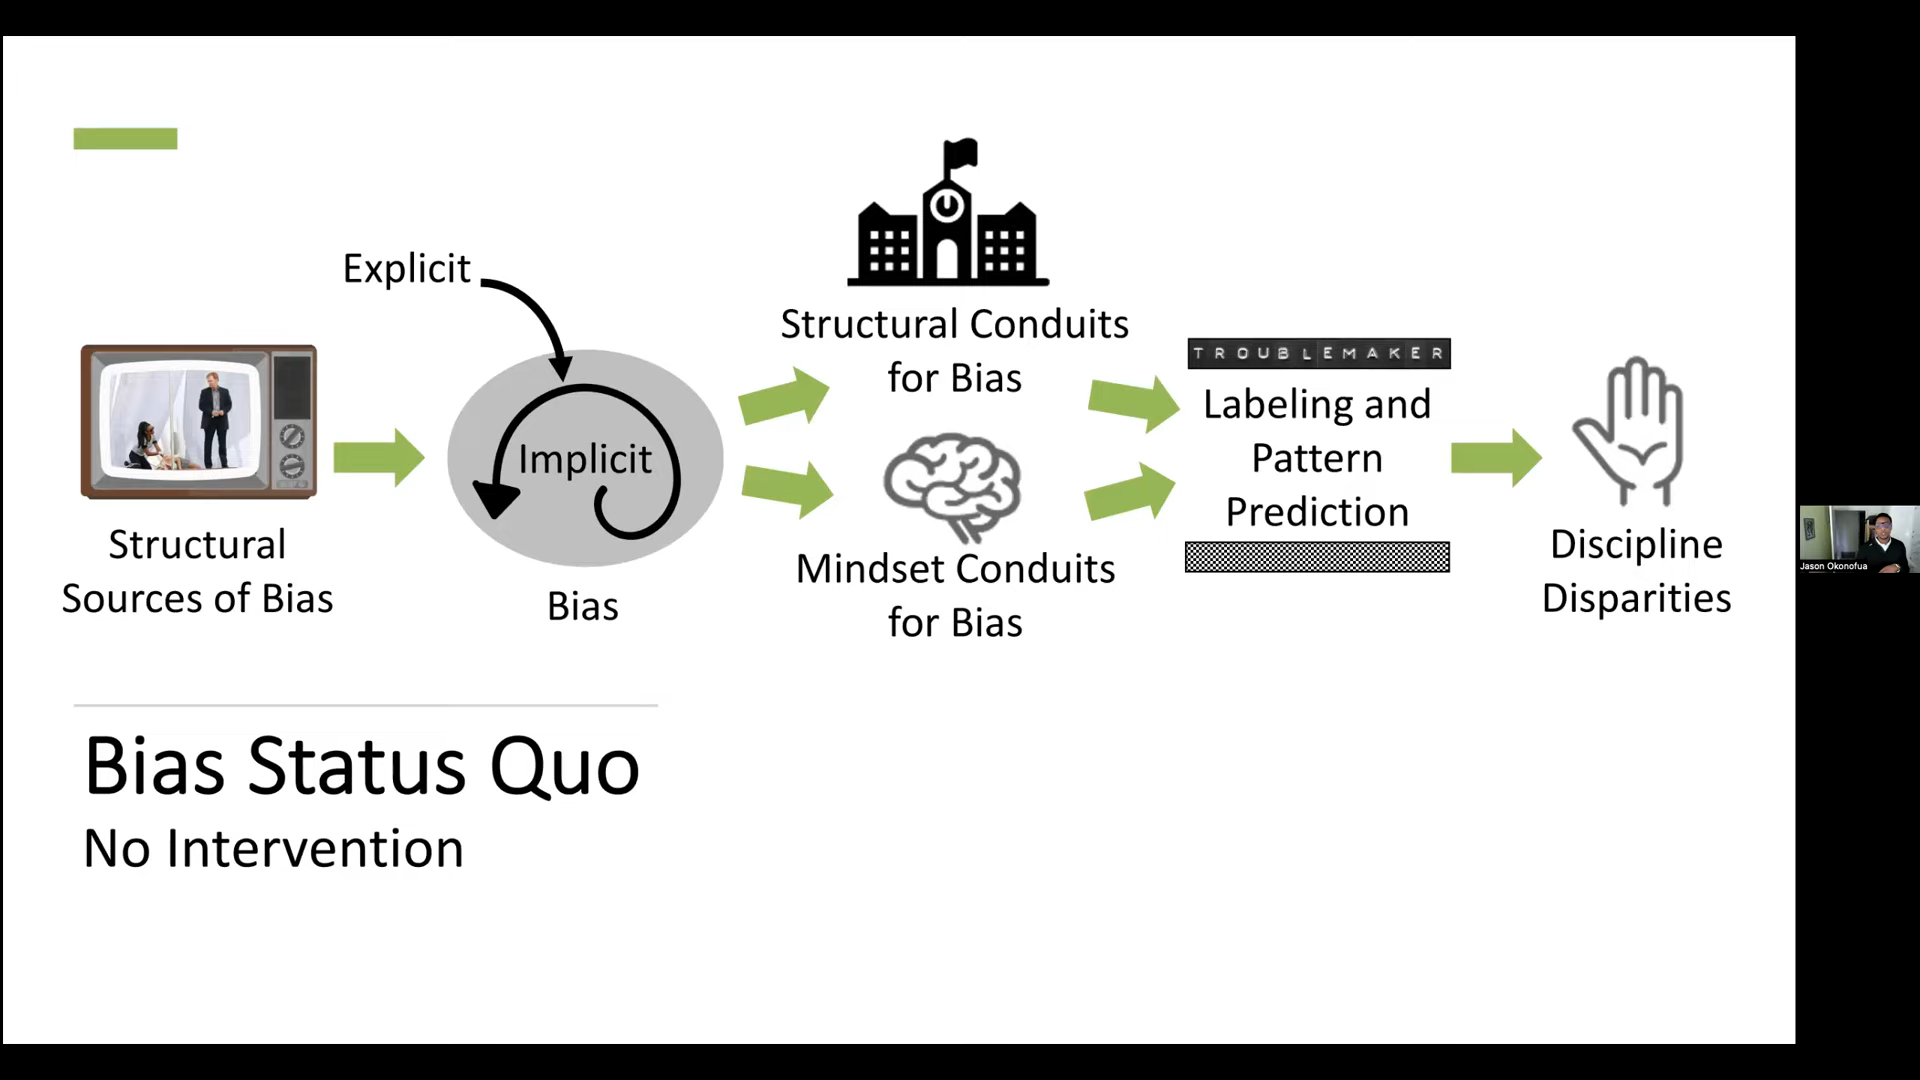 Explicit
Structural
Sources of Bias
Implicit
Bias
Structural Conduits
for Bias
Mindset Conduits
for Bias
TROUBLEMAKER
Labeling and
Pattern
Prediction
Discipline
Disparities
Bias Status Quo
No Intervention
Jason Okonofua